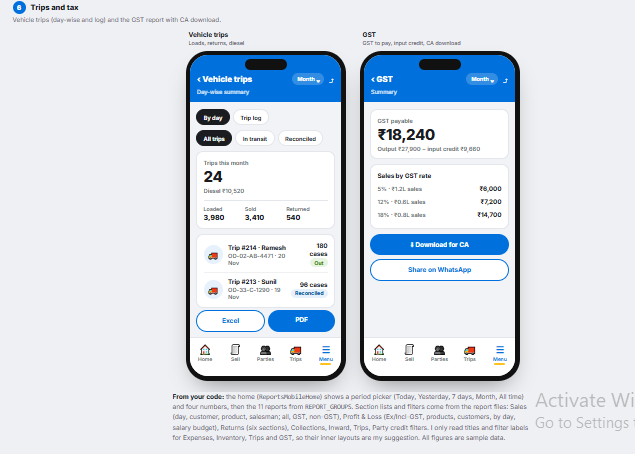 6 Trips and tax
Vehicle trips (day-wise and log) and the GST report with CA download.
Vehicle trips
Loads, returns, diesel
‹ Vehicle trips
Month
Day-wise summary
By day
Trip log
All trips
In transit
Reconciled
Trips this month
24
Diesel ₹10,520
Loaded
Sold
Returned
3,980
3,410
540
Trip #214 · Ramesh
OD-02-AB-4471 · 20
Nov
180
cases
Out
Trip #213 · Sunil
OD-33-C-1290 · 19
Nov
96 cases
Reconciled
Excel
PDF
Home
Sell
Parties
Trips
Menu
GST
GST to pay, input credit, CA download
‹ GST
Month
Summary
GST payable
₹18,240
Output ₹27,900 − input credit ₹9,660
Sales by GST rate
5% · ₹1.2L sales
₹6,000
12% · ₹0.6L sales
₹7,200
18% · ₹0.8L sales
₹14,700
⬇ Download for CA
Share on WhatsApp
Home
Sell
Parties
Trips
Menu
From your code: the home (ReportsMobileHome) shows a period picker (Today, Yesterday, 7 days, Month, All time)
and four numbers, then the 11 reports from REPORT_GROUPS. Section lists and filters come from the report files: Sales
(day, customer, product, salesman; all, GST, non-GST), Profit & Loss (Ex/Incl-GST, products, customers, by day,
salary budget), Returns (six sections), Collections, Inward, Trips, Party credit filters. I only read titles and filter labels
for Expenses, Inventory, Trips and GST, so their inner layouts are my suggestion. All figures are sample data.
Activate Wi
Go to Settings t